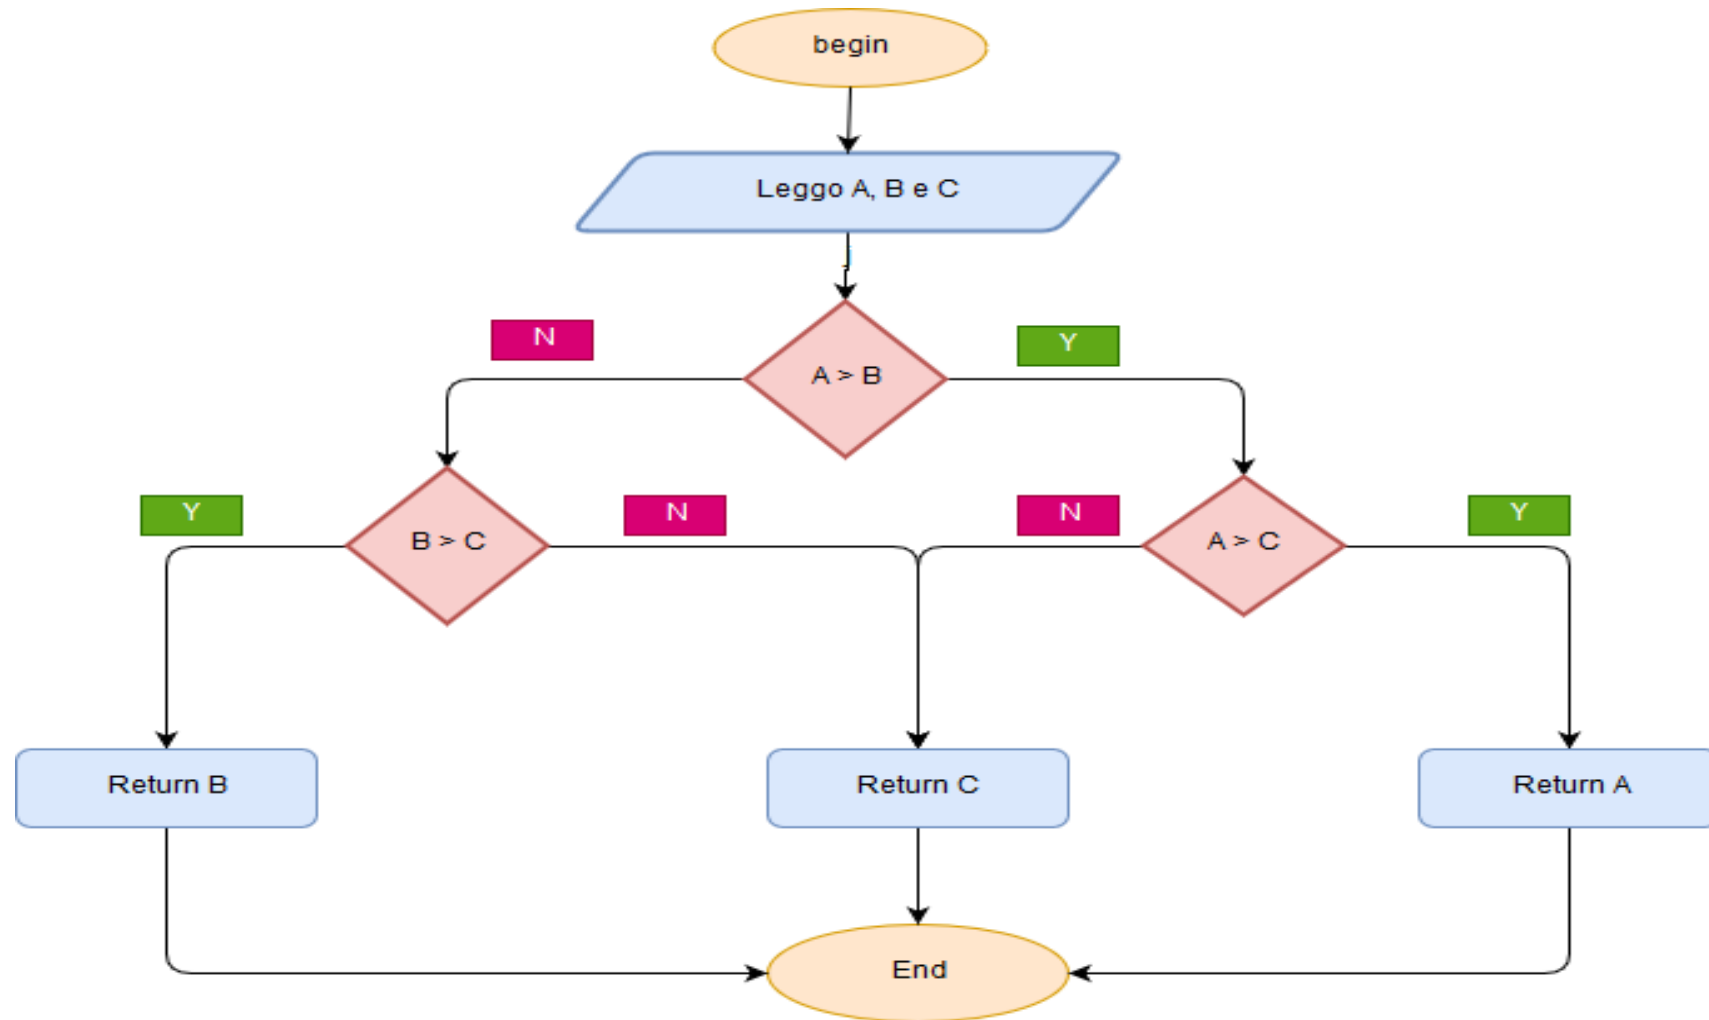 begin
Leggo A, B e C
N
Y
A > B
Y
N
N
Y
B > C
A > C
Return B
Return C
Return A
End